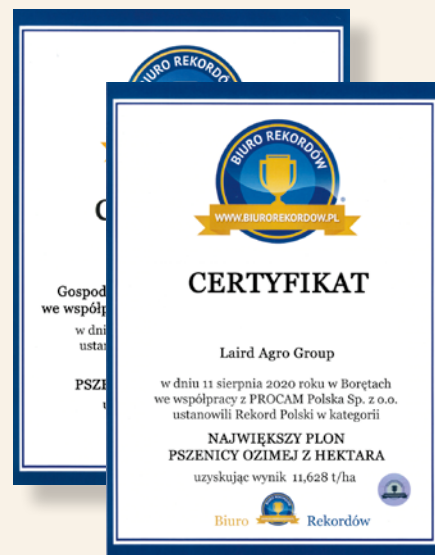 BIURO REKORDÓ
C
Gospod
we współp
w dni
usta
PSZE
u
BIURO REKORDÓW
WWW.BIUROREKORDOW.PL
CERTYFIKAT
Laird Agro Group
w dniu 11 sierpnia 2020 roku w Borętach
we współpracy z PROCAM Polska Sp. z o.o.
ustanowili Rekord Polski w kategorii
NAJWIĘKSZY PLON
PSZENICY OZIMEJ Z HEKTARA
uzyskując wynik 11,628 t/ha
Biuro Rekordów